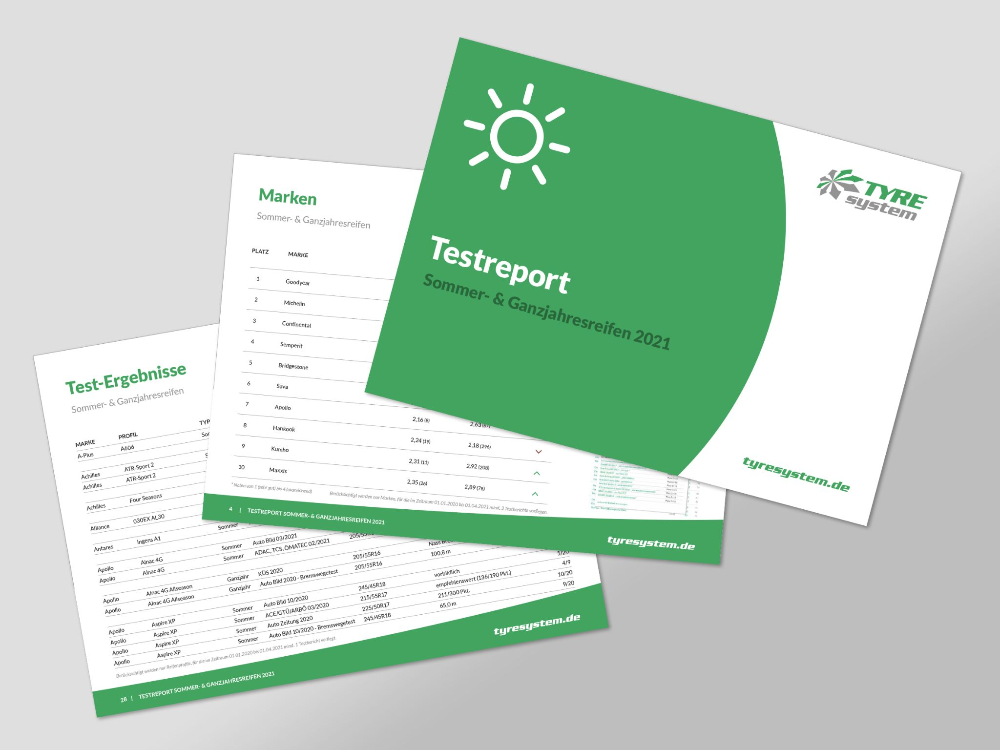 Testreport
Sommer- & Ganzjahresreifen 2021
TYRE
system
tyresystem.de
Marken
Sommer- & Ganzjahresreifen
PLATZ MARKE
1 Goodyear
2 Michelin
3 Continental
4 Semperit
5 Bridgestone
6 Sava
7 Apollo 2,16 (8) 2,63 (67)
8 Hankook 2,24 (19) 2,18 (296)
9 Kumho 2,31 (11) 2,92 (208)
10 Maxxis 2,35 (26) 2,89 (78)
* Noten von 1 (sehr gut) bis 4 (ausreichend) Berücksichtigt werden nur Marken, für die im Zeitraum 01.01.2020 bis 01.04.2021 mind. 3 Testberichte vorliegen.
4 | TESTREPORT SOMMER- & GANZJAHRESREIFEN 2021
tyresystem.de
Test-Ergebnisse
Sommer- & Ganzjahresreifen
MARKE PROFIL TYP
A-Plus A606
Achilles ATR-Sport 2
Achilles ATR-Sport 2
Achilles Four Seasons
Alliance 030EX AL30
Antares Ingens A1 Sommer
Apollo Alnac 4G Sommer Auto Bild 03/2021
Apollo Alnac 4G Sommer ADAC, TCS, ÖMATEC 02/2021
Apollo Alnac 4G Allseason Ganzjahr KÜS 2020 205/55R16 Nass
Apollo Alnac 4G Allseason Ganzjahr Auto Bild 2020 - Bremswegetest 205/55R16 100,8 m
Apollo Aspire XP Sommer Auto Bild 10/2020 245/45R18 vorbildlich 5/20
Apollo Aspire XP Sommer ACE/GTÜ/ARBÖ 03/2020 215/55R17 empfehlenswert (136/190 Pkt.) 4/9
Apollo Aspire XP Sommer Auto Zeitung 2020 225/50R17 211/300 Pkt. 10/20
Apollo Aspire XP Sommer Auto Bild 10/2020 - Bremswegetest 245/45R18 65,0 m 9/20
Berücksichtigt werden nur Reifenprofile, für die im Zeitraum 01.01.2020 bis 01.04.2021 mind. 1 Testbericht vorliegt.
28 | TESTREPORT SOMMER- & GANZJAHRESREIFEN 2021
tyresystem.de